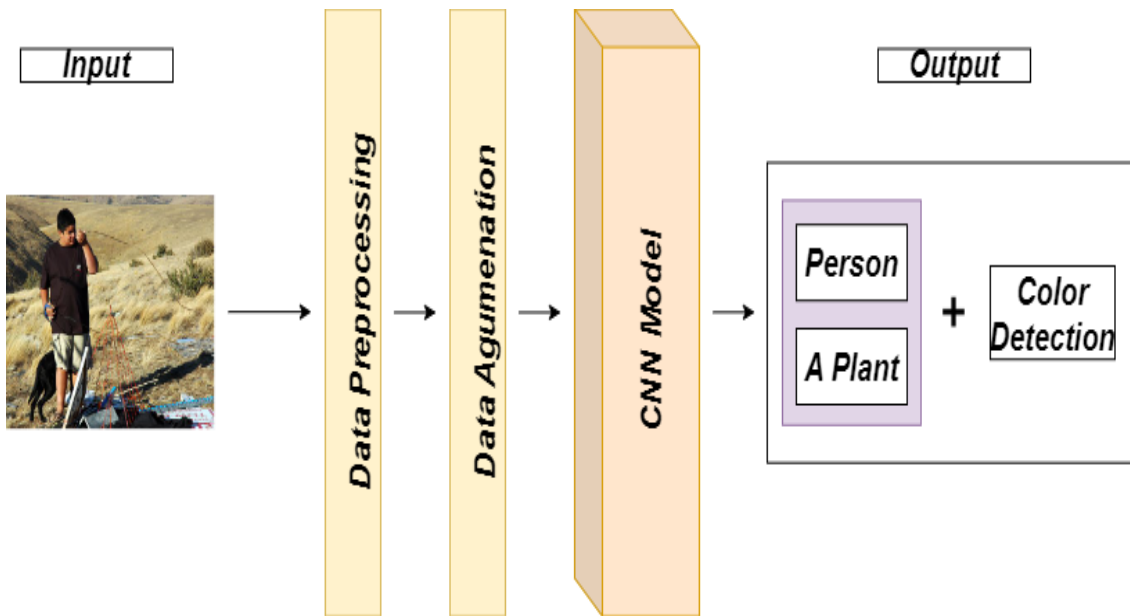 Input
Output
Data Preprocessing
Data Agumenation
CNN Model
Person
A Plant
+
Color
Detection